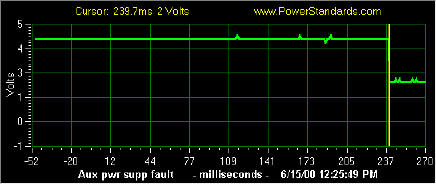 Cursor: 239.7ms 2 Volts www.PowerStandards.com
5
4
3
2
1
0
-1
Volts
-52 -20 12 44 77 109 141 173 205 237 270
Aux pwr supp fault - milliseconds - 6/15/00 12:25:49 PM